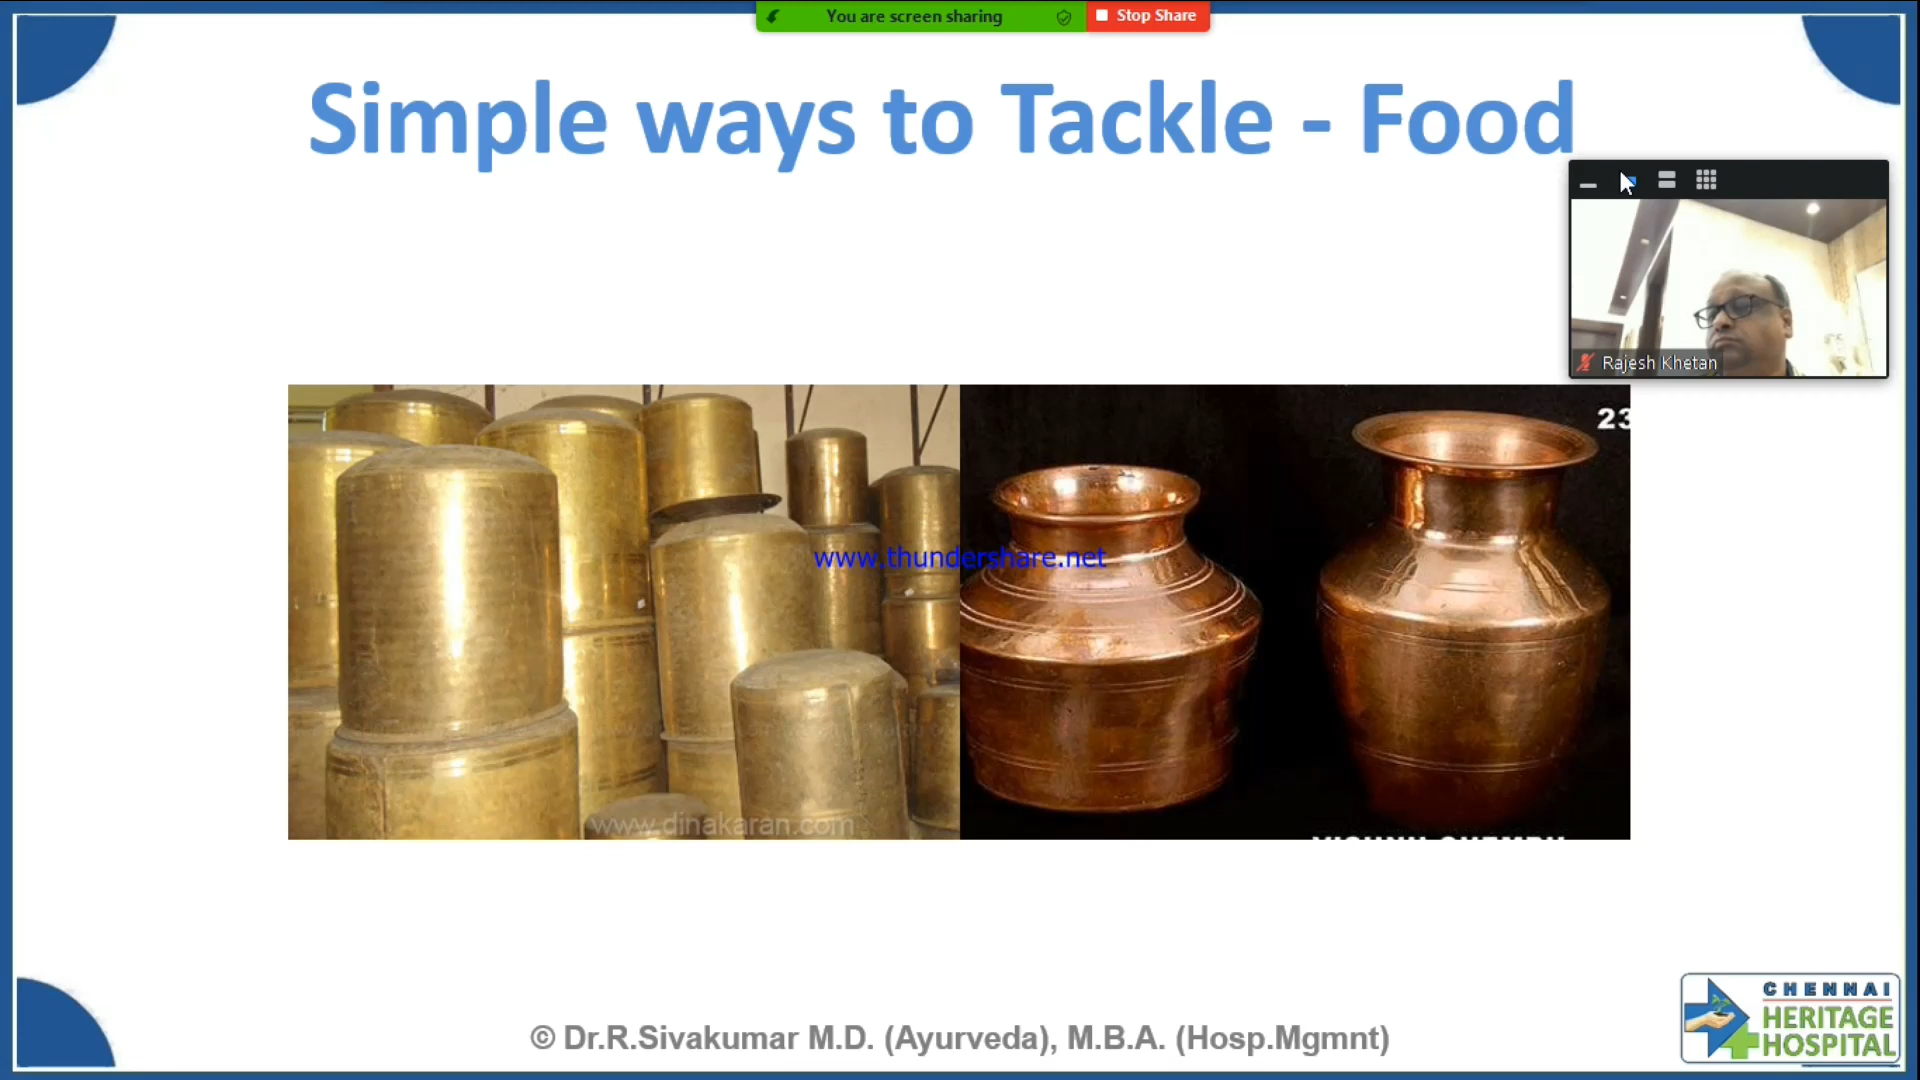 You are screen sharing
Stop Share
Simple ways to Tackle - Food
Rajesh Khetan
23
www.thundershare.net
www.dinakaran.com
© Dr.R.Sivakumar M.D. (Ayurveda), M.B.A. (Hosp.Mgmnt)
CHENNAI
HERITAGE
HOSPITAL